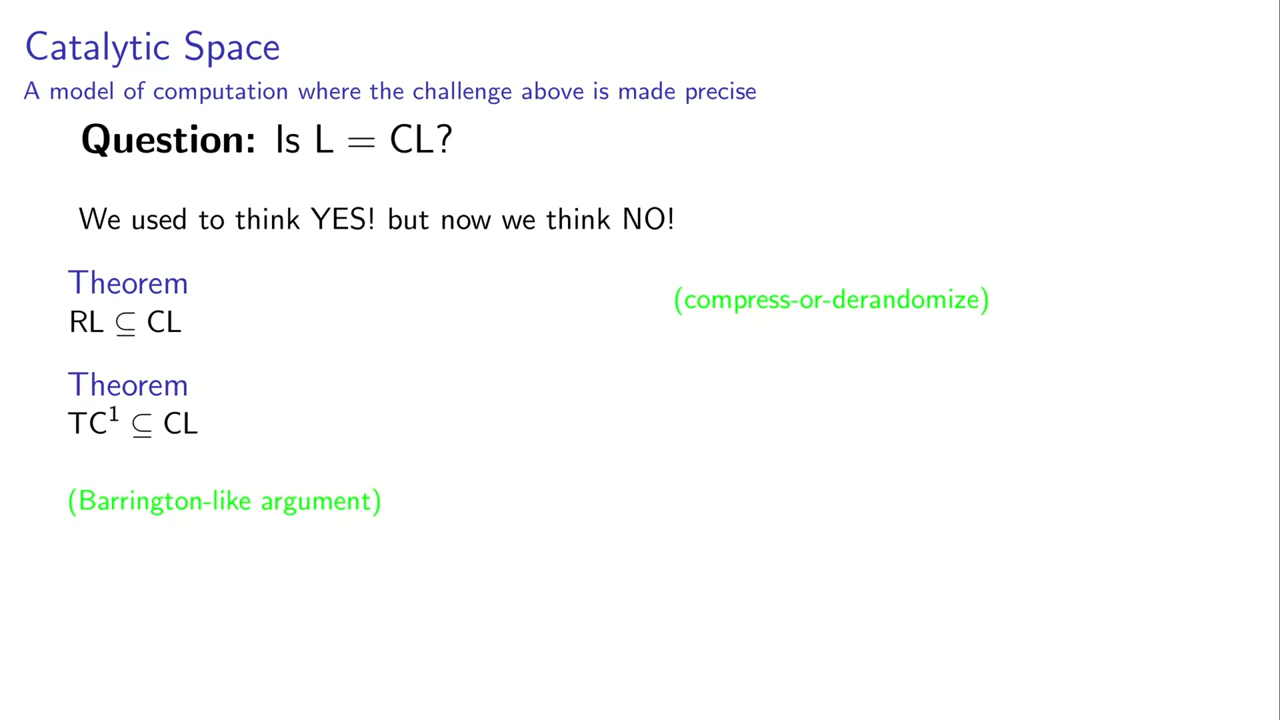 Catalytic Space
A model of computation where the challenge above is made precise
Question: Is L = CL?
We used to think YES! but now we think NO!
Theorem
(compress-or-derandomize)
RL ⊆ CL
Theorem
TC¹ ⊆ CL
(Barrington-like argument)